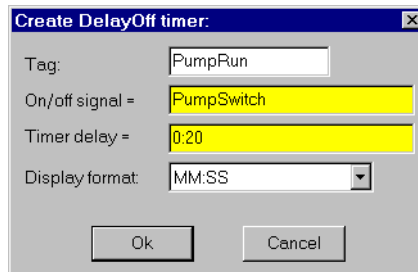 Create DelayOff timer:
Tag: PumpRun
On/off signal = PumpSwitch
Timer delay = 0:20
Display format: MM:SS
Ok Cancel